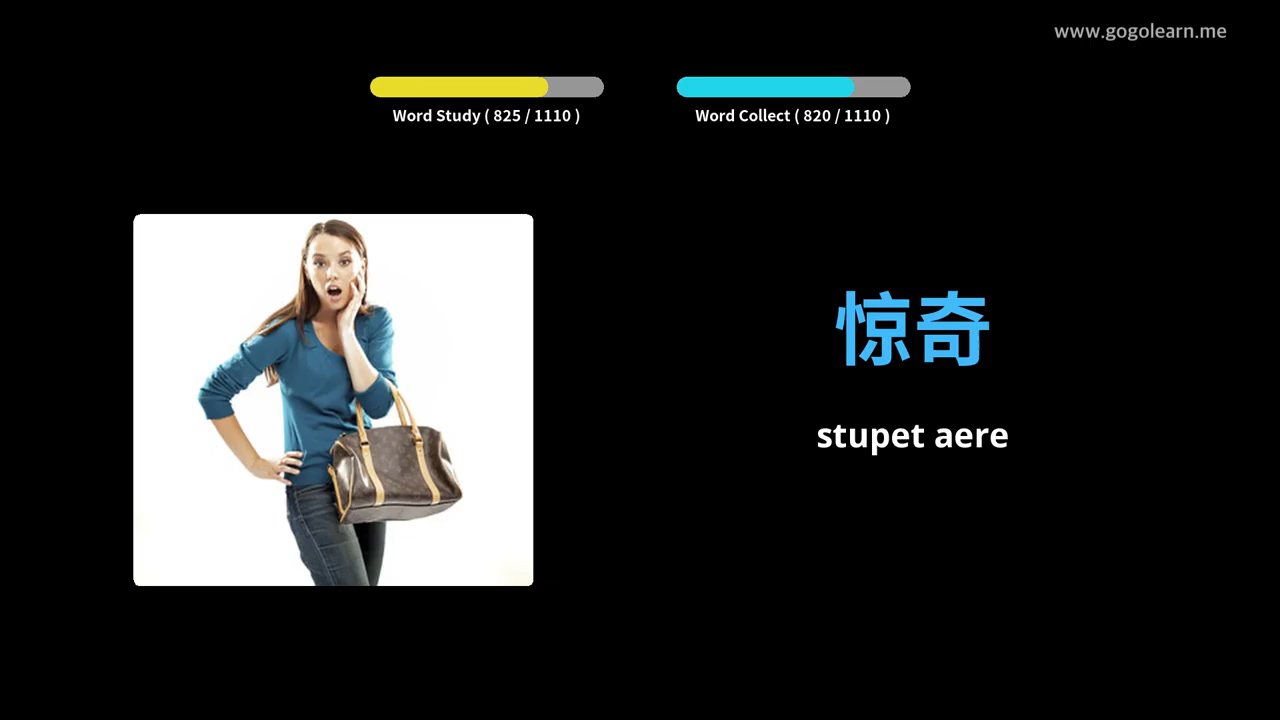 www.gogolearn.me
Word Study ( 825 / 1110 )
Word Collect ( 820 / 1110 )
惊奇
stupet aere